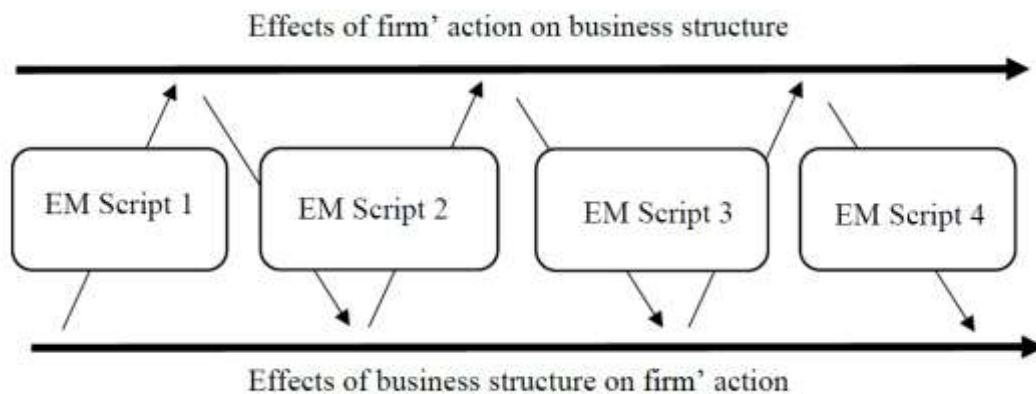 Effects of firm’ action on business structure
EM Script 1
EM Script 2
EM Script 3
EM Script 4
Effects of business structure on firm’ action